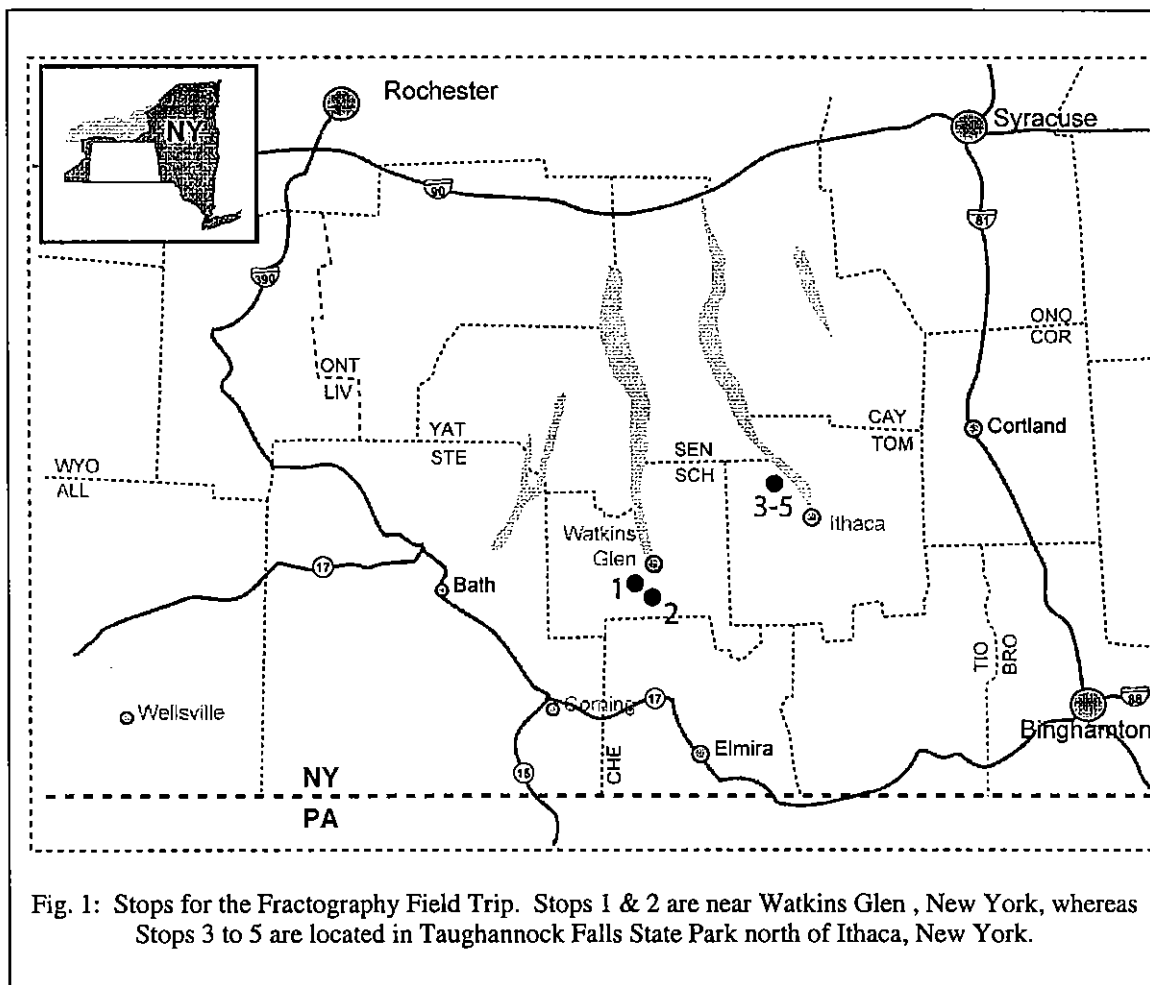 NY
Rochester
Syracuse
90
81
390
ONO
COR
ONT
LIV
CAY
TOM
Cortland
YAT
STE
SEN
SCH
WYO
ALL
3-5
Ithaca
Watkins
Glen
17
Bath
1
2
TIO
BRO
Wellsville
Corning
17
88
Binghamton
Elmira
CHE
15
NY
PA
Fig. 1: Stops for the Fractography Field Trip. Stops 1 & 2 are near Watkins Glen , New York, whereas
Stops 3 to 5 are located in Taughannock Falls State Park north of Ithaca, New York.